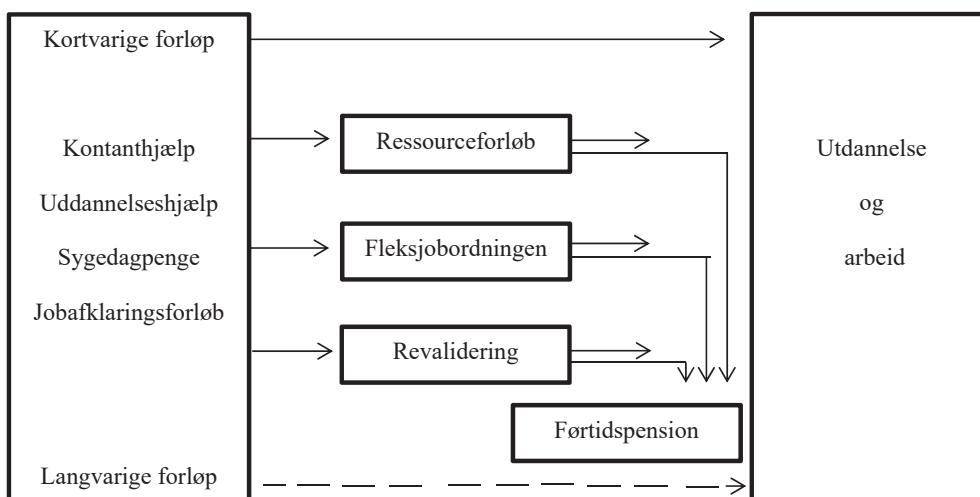 Kortvarige forløp
Kontanthjælp
Uddannelseshjælp
Sygedagpenge
Jobafklaringsforløb
Langvarige forløp
Ressourceforløb
Fleksjobordningen
Revalidering
Førtidspension
Utdannelse
og
arbeid